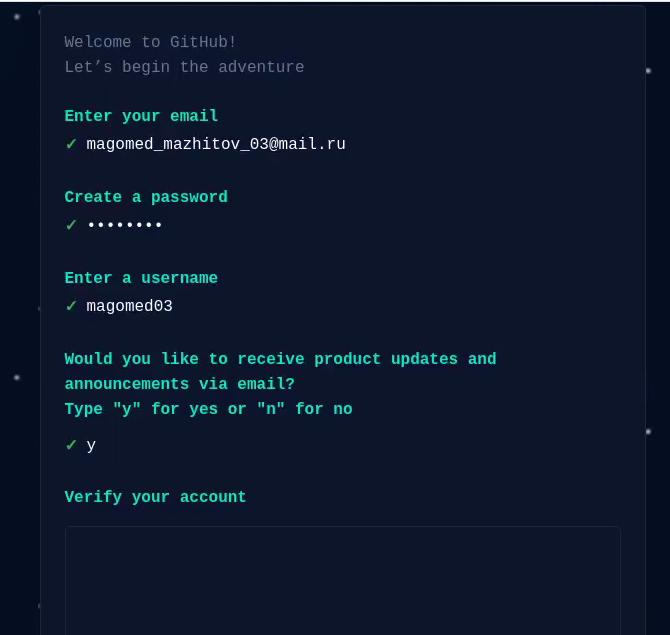 Welcome to GitHub!
Let’s begin the adventure
Enter your email
✓ magomed_mazhitov_03@mail.ru
Create a password
✓ ••••••••
Enter a username
✓ magomed03
Would you like to receive product updates and
announcements via email?
Type "y" for yes or "n" for no
✓ y
Verify your account